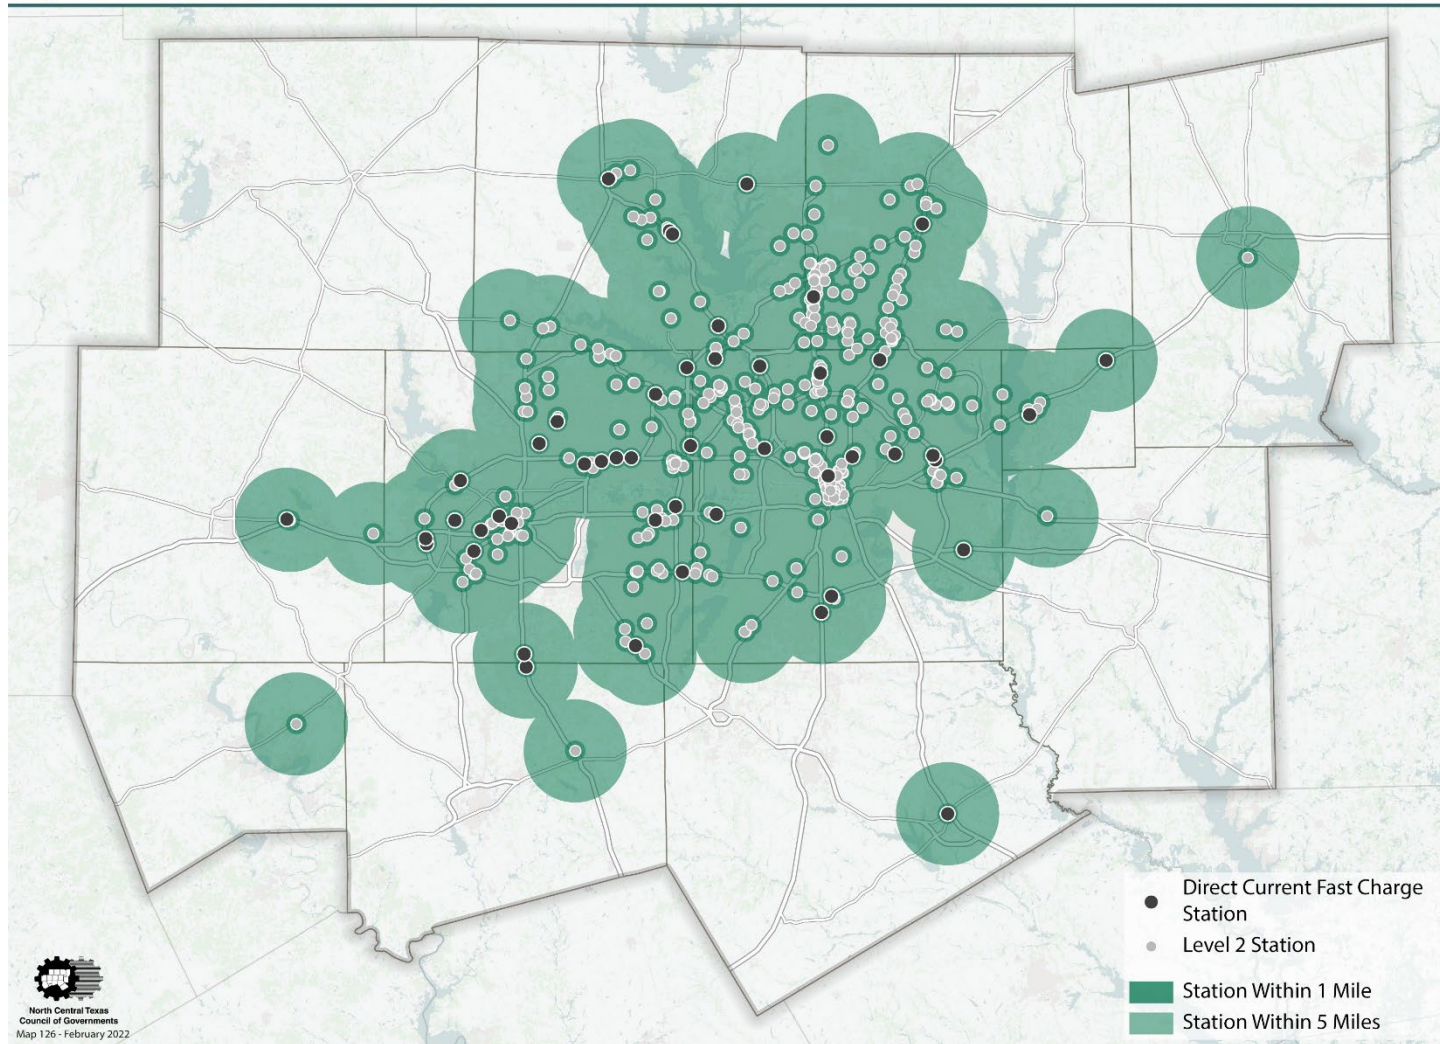 Direct Current Fast Charge
Station
Level 2 Station
Station Within 1 Mile
Station Within 5 Miles
North Central Texas
Council of Governments
Map 126 - February 2022